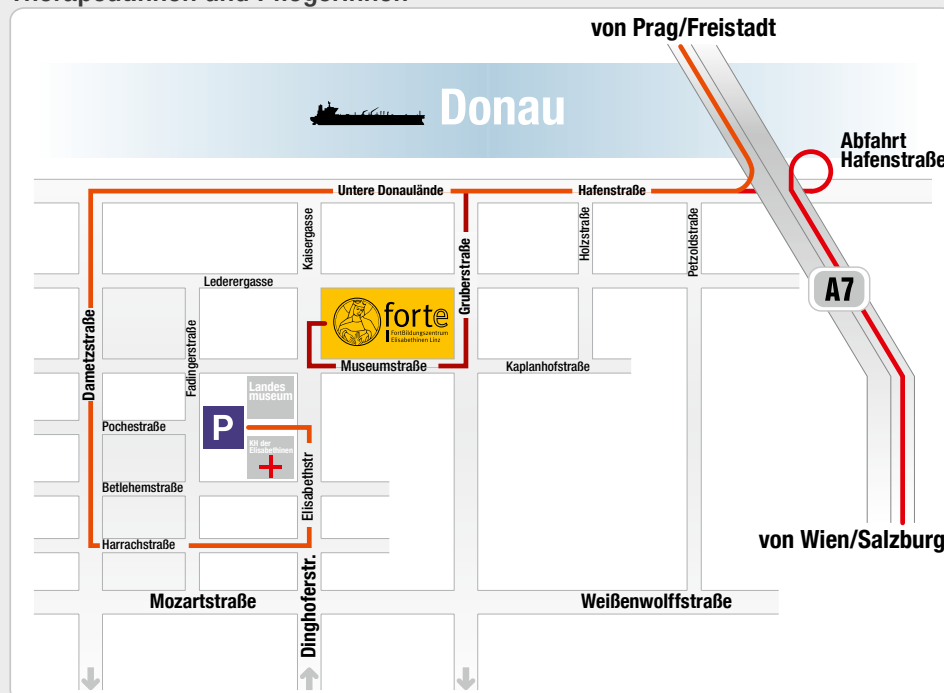 von Prag/Freistadt
Donau
Abfahrt
Hafenstraße
Untere Donaulände
Hafenstraße
Kaisergasse
Gruberstraße
Holzstraße
Petzoldstraße
Lederergasse
A7
forte
FortBildungszentrum
Elisabethinen Linz
Dametzstraße
Fadingerstraße
Museumstraße
Kaplanhofstraße
Landes
museum
P
Pochestraße
KH der
Elisabethinen
Elisabethstr
Betlehemstraße
Harrachstraße
von Wien/Salzburg
Dinghoferstr.
Mozartstraße
Weißenwolffstraße